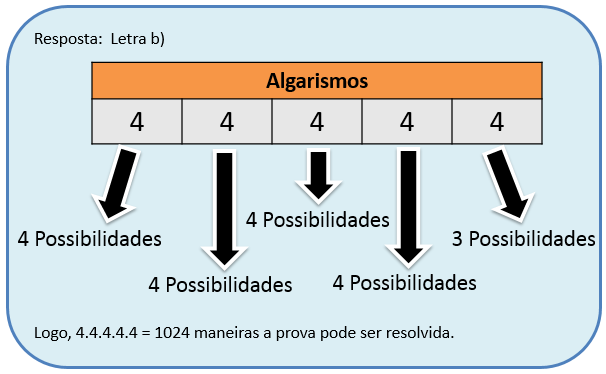 Resposta: Letra b)
Algarismos
4 4 4 4 4
4 Possibilidades
4 Possibilidades
4 Possibilidades
4 Possibilidades
3 Possibilidades
Logo, 4.4.4.4.4 = 1024 maneiras a prova pode ser resolvida.